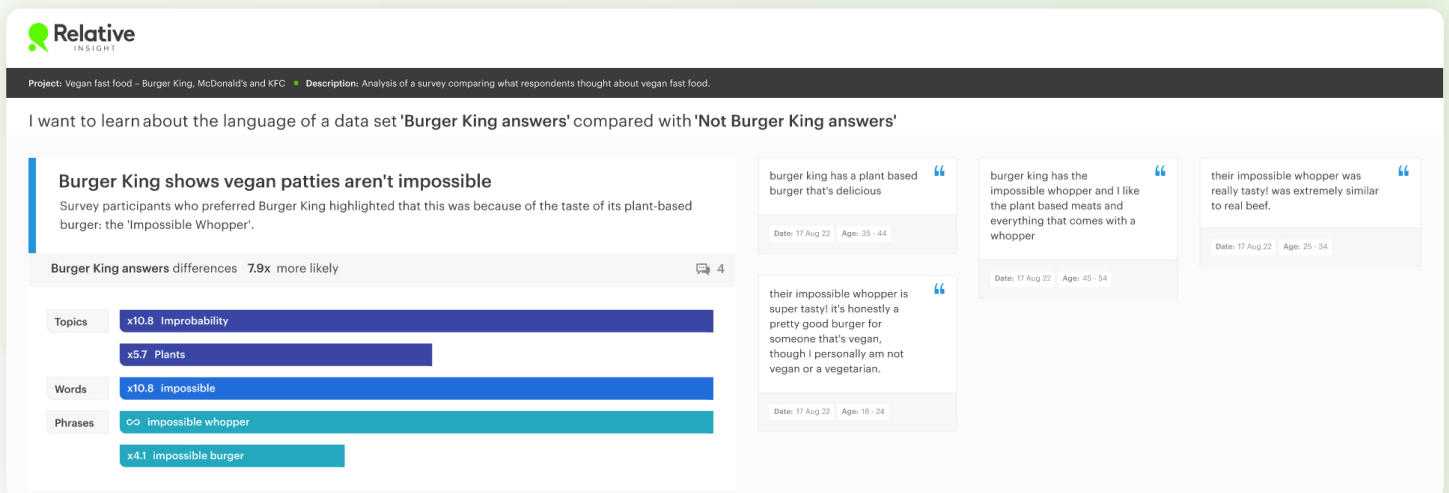 Relative
INSIGHT
Project: Vegan fast food – Burger King, McDonald's and KFC • Description: Analysis of a survey comparing what respondents thought about vegan fast food.
I want to learn about the language of a data set 'Burger King answers' compared with 'Not Burger King answers'
Burger King shows vegan patties aren't impossible
Survey participants who preferred Burger King highlighted that this was because of the taste of its plant-based
burger: the 'Impossible Whopper'.
Burger King answers differences 7.9x more likely
4
Topics
x10.8 Improbability
x5.7 Plants
Words
x10.8 impossible
Phrases
∞ impossible whopper
x4.1 impossible burger
burger king has a plant based
burger that's delicious
Date: 17 Aug 22 Age: 35 - 44
their impossible whopper is
super tasty! it's honestly a
pretty good burger for
someone that's vegan,
though I personally am not
vegan or a vegetarian.
Date: 17 Aug 22 Age: 18 - 24
burger king has the
impossible whopper and I like
the plant based meats and
everything that comes with a
whopper
Date: 17 Aug 22 Age: 45 - 54
their impossible whopper was
really tasty! was extremely similar
to real beef.
Date: 17 Aug 22 Age: 25 - 34